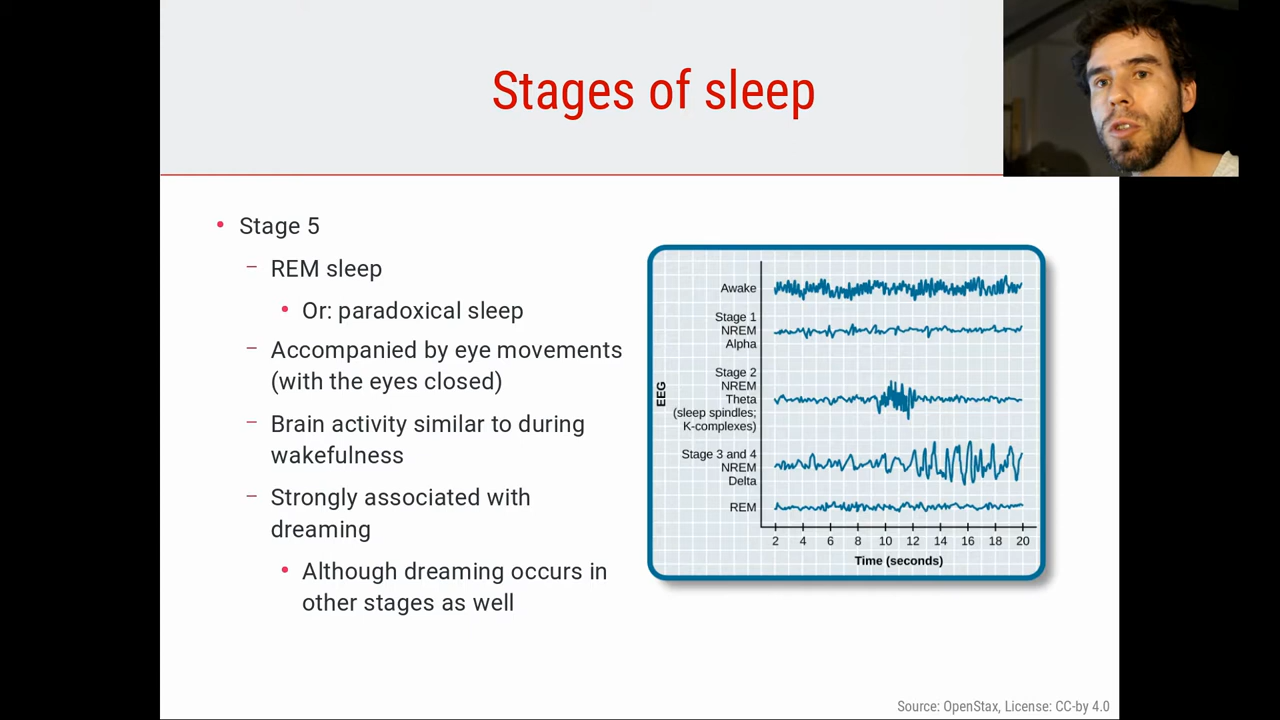 Stages of sleep
• Stage 5
– REM sleep
• Or: paradoxical sleep
– Accompanied by eye movements
(with the eyes closed)
– Brain activity similar to during
wakefulness
– Strongly associated with
dreaming
• Although dreaming occurs in
other stages as well
EEG
Awake
Stage 1
NREM
Alpha
Stage 2
NREM
Theta
(sleep spindles;
K-complexes)
Stage 3 and 4
NREM
Delta
REM
2 4 6 8 10 12 14 16 18 20
Time (seconds)
Source: OpenStax, License: CC-by 4.0